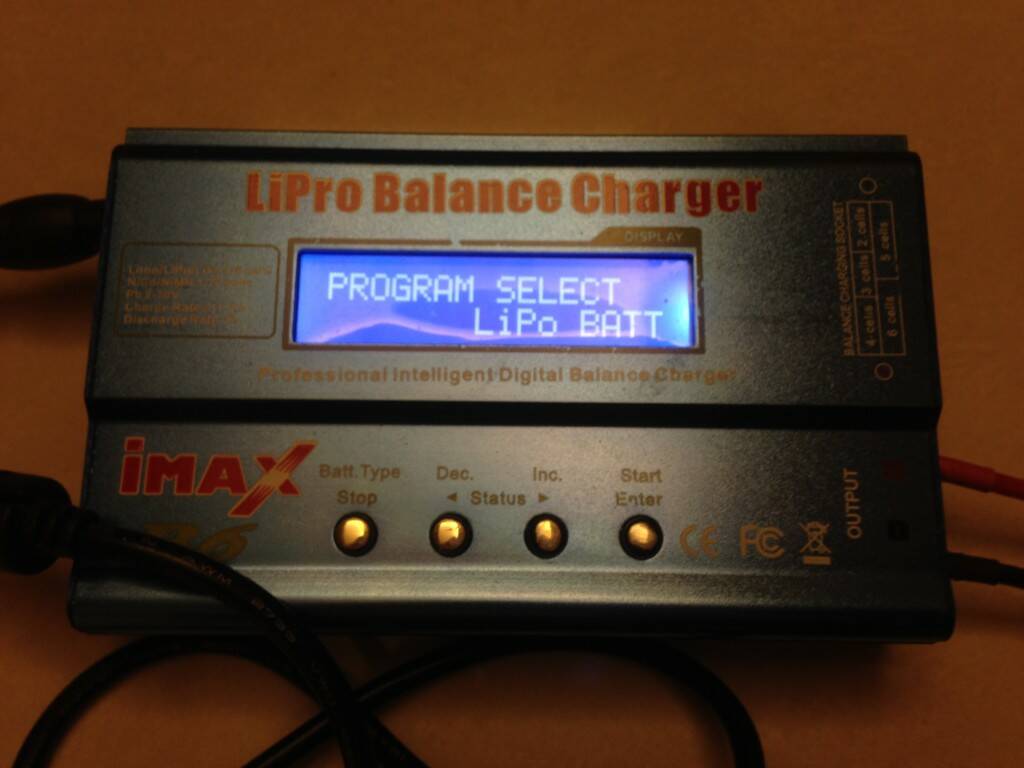 LiPro Balance Charger
DISPLAY
PROGRAM SELECT
LiPo BATT
Professional Intelligent Digital Balance Charger
BALANCE CHARGING SOCKET
4 cells 3 cells 2 cells
6 cells 5 cells
iMAX
B6
Batt.Type Dec. Inc. Start
Stop ◄ Status ► Enter
CE FC
OUTPUT